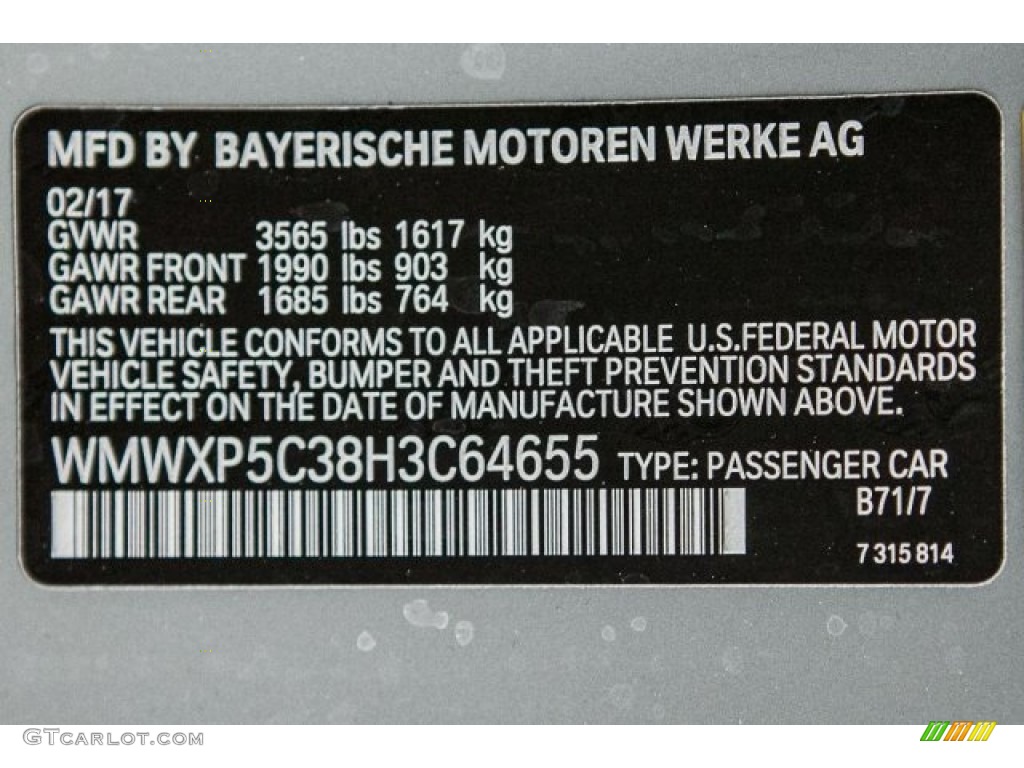 MFD BY BAYERISCHE MOTOREN WERKE AG
02/17
GVWR 3565 lbs 1617 kg
GAWR FRONT 1990 lbs 903 kg
GAWR REAR 1685 lbs 764 kg
THIS VEHICLE CONFORMS TO ALL APPLICABLE U.S.FEDERAL MOTOR
VEHICLE SAFETY, BUMPER AND THEFT PREVENTION STANDARDS
IN EFFECT ON THE DATE OF MANUFACTURE SHOWN ABOVE.
WMWXP5C38H3C64655 TYPE: PASSENGER CAR
B71/7
7 315 814
GTCARLOT.COM